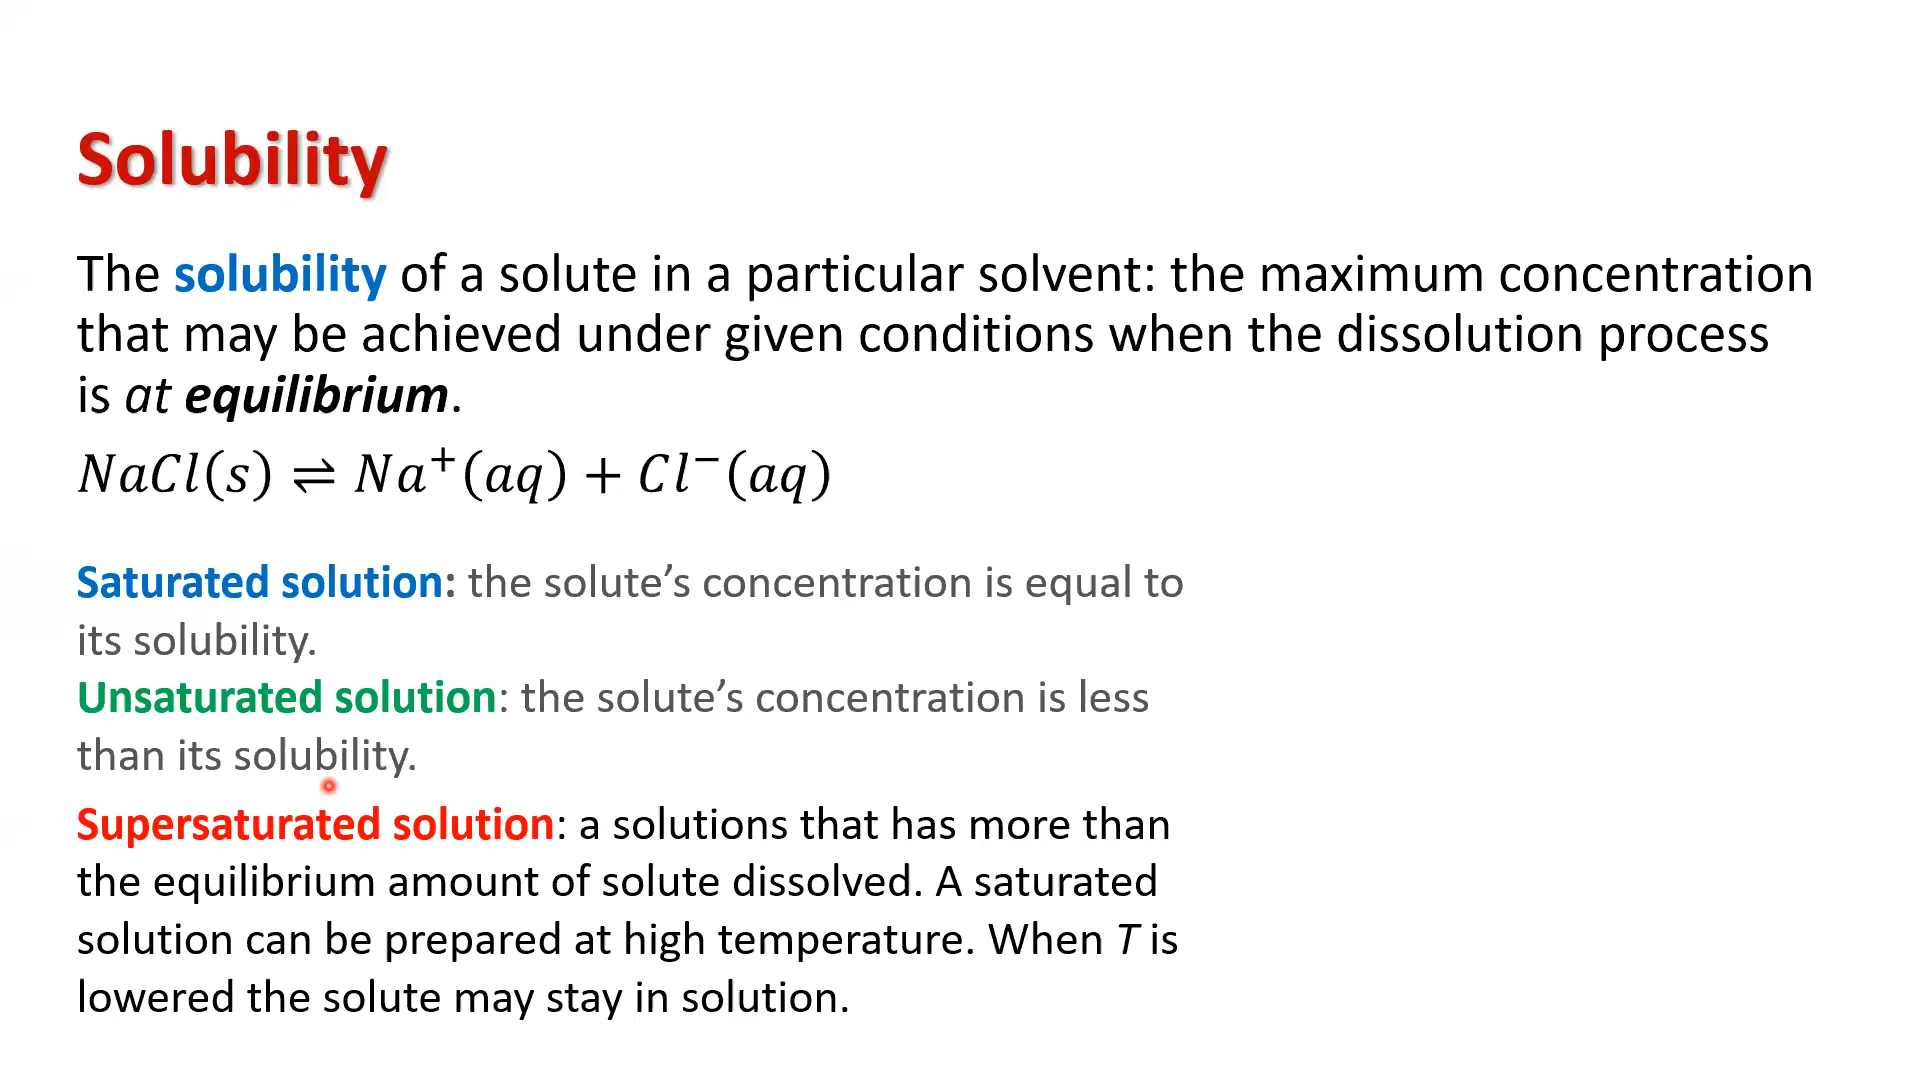 Solubility
The solubility of a solute in a particular solvent: the maximum concentration
that may be achieved under given conditions when the dissolution process
is at equilibrium.
NaCl(s) ⇌ Na⁺(aq) + Cl⁻(aq)
Saturated solution: the solute’s concentration is equal to
its solubility.
Unsaturated solution: the solute’s concentration is less
than its solubility.
Supersaturated solution: a solutions that has more than
the equilibrium amount of solute dissolved. A saturated
solution can be prepared at high temperature. When T is
lowered the solute may stay in solution.